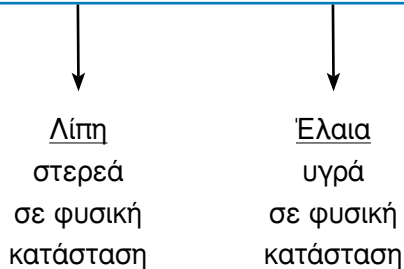 Λίπη
στερεά
σε φυσική
κατάσταση
Έλαια
υγρά
σε φυσική
κατάσταση